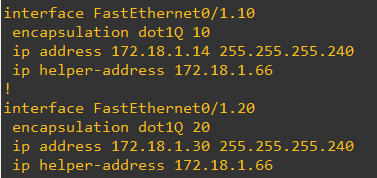 interface FastEthernet0/1.10
 encapsulation dot1Q 10
 ip address 172.18.1.14 255.255.255.240
 ip helper-address 172.18.1.66
!
interface FastEthernet0/1.20
 encapsulation dot1Q 20
 ip address 172.18.1.30 255.255.255.240
 ip helper-address 172.18.1.66